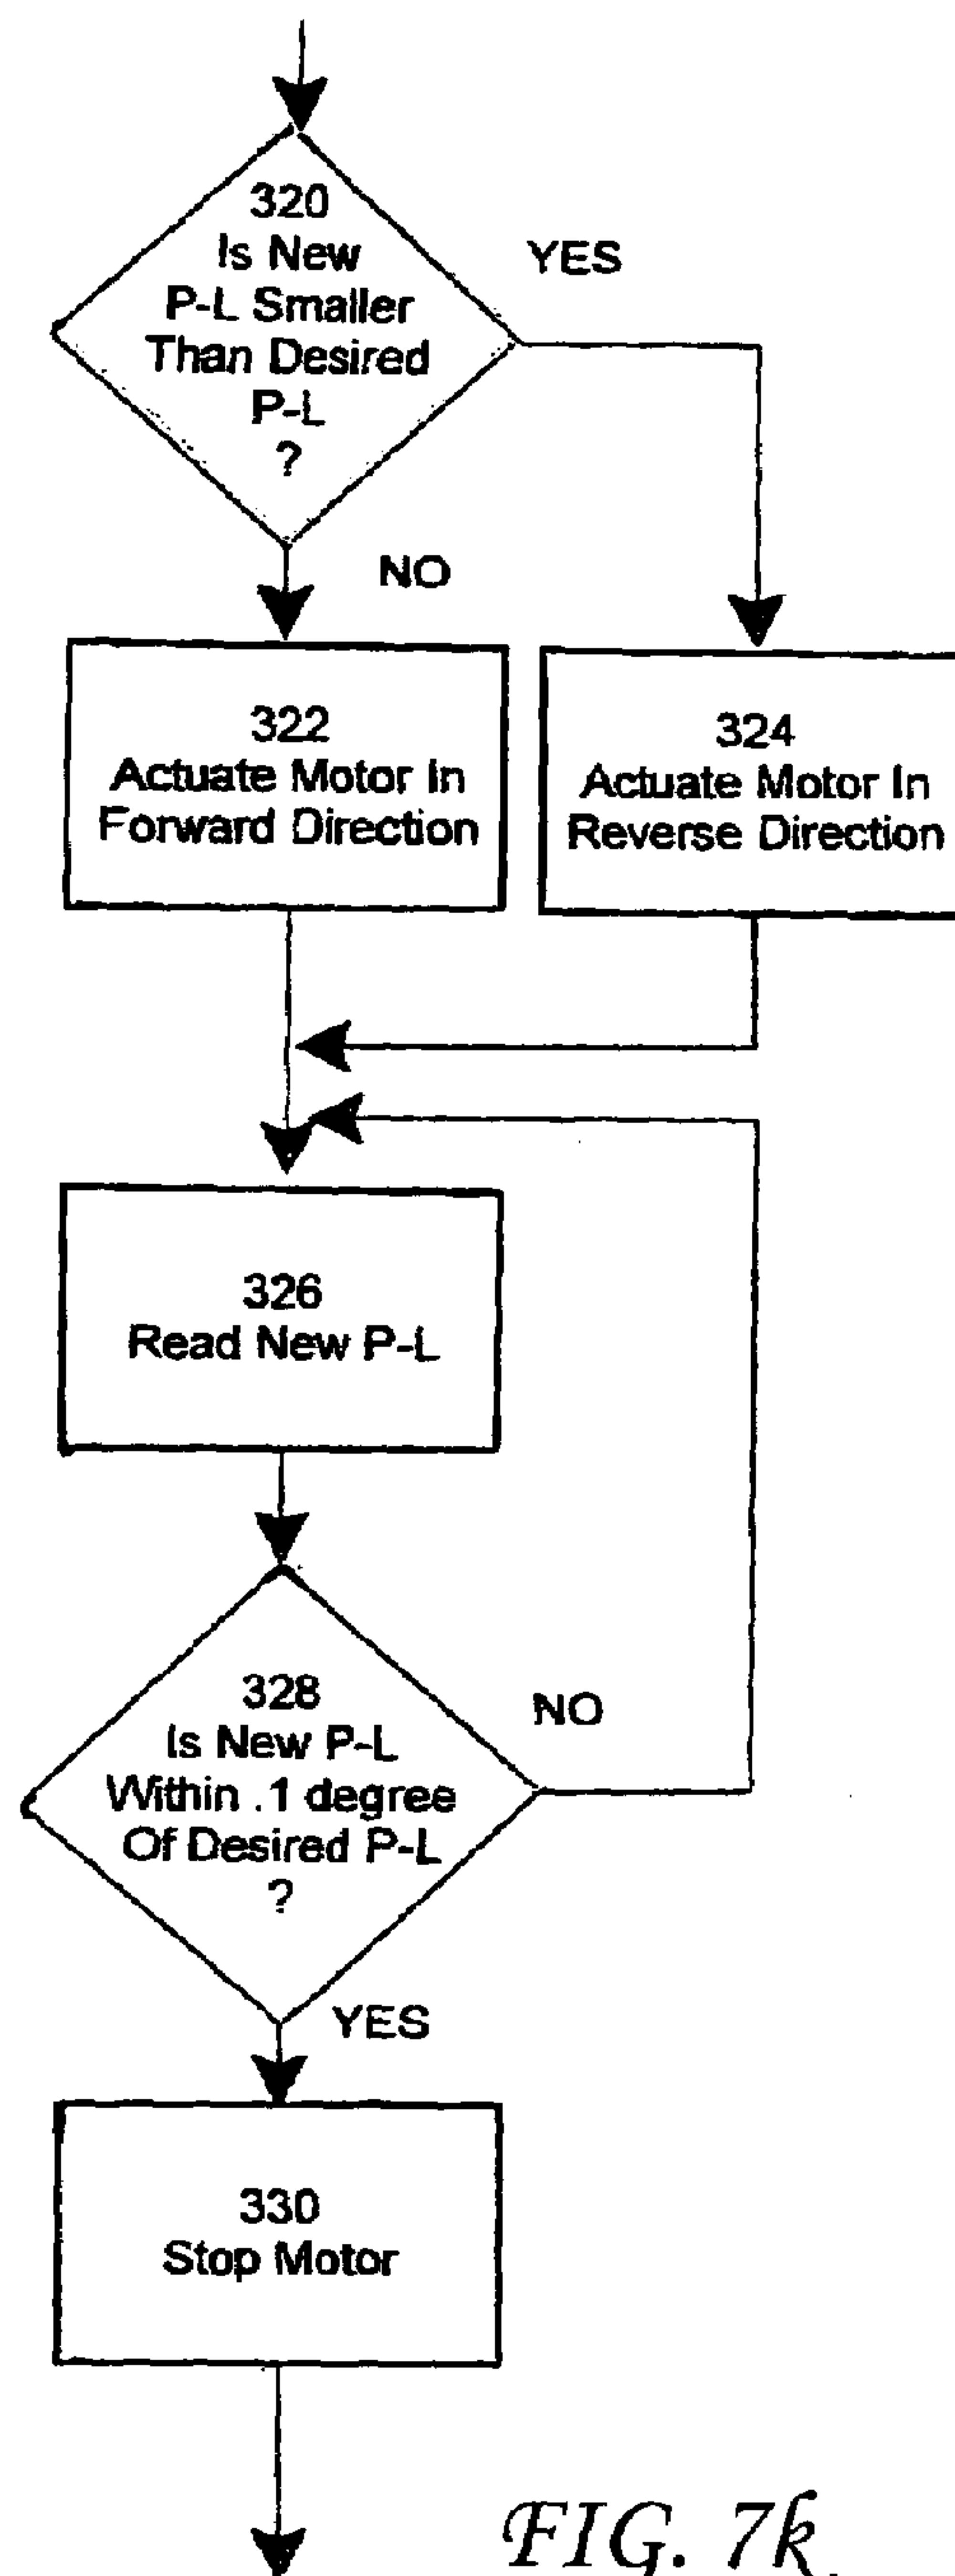 320
Is New
P-L Smaller
Than Desired
P-L
?
YES
NO
322
Actuate Motor In
Forward Direction
324
Actuate Motor In
Reverse Direction
326
Read New P-L
328
Is New P-L
Within .1 degree
Of Desired P-L
?
NO
YES
330
Stop Motor
FIG. 7k